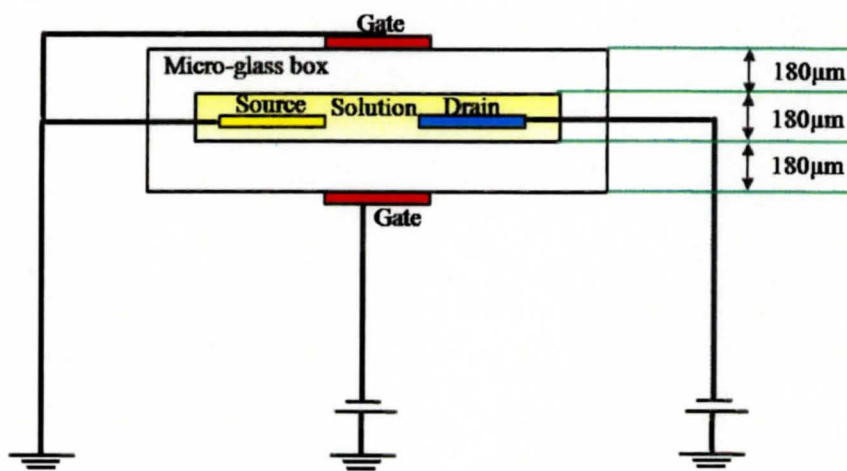 Gate
Micro-glass box
180μm
Source Solution Drain
180μm
180μm
Gate